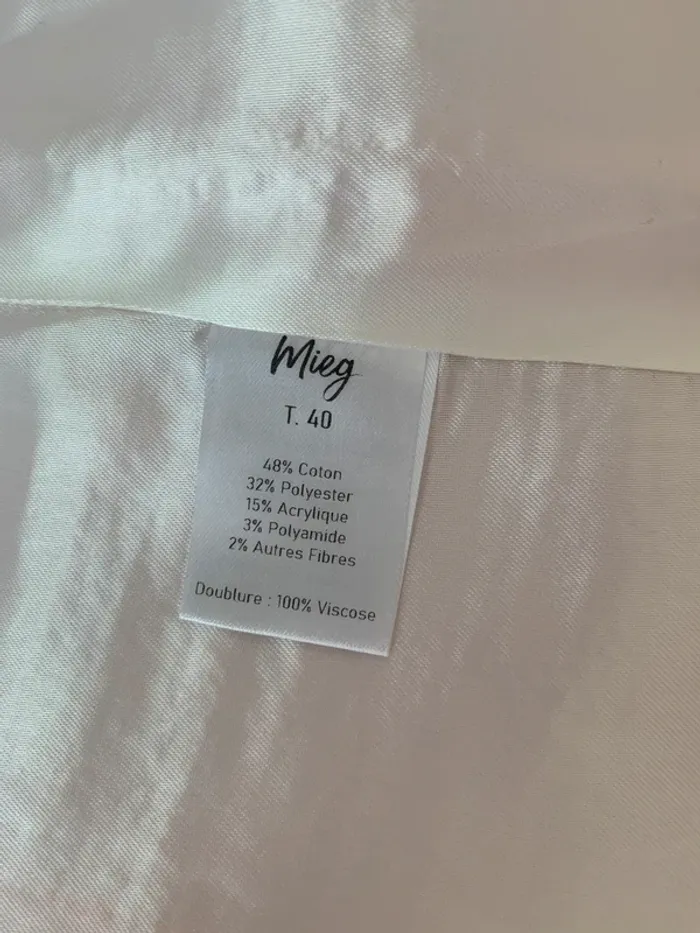 Mieg
T. 40
48% Coton
32% Polyester
15% Acrylique
3% Polyamide
2% Autres Fibres
Doublure : 100% Viscose